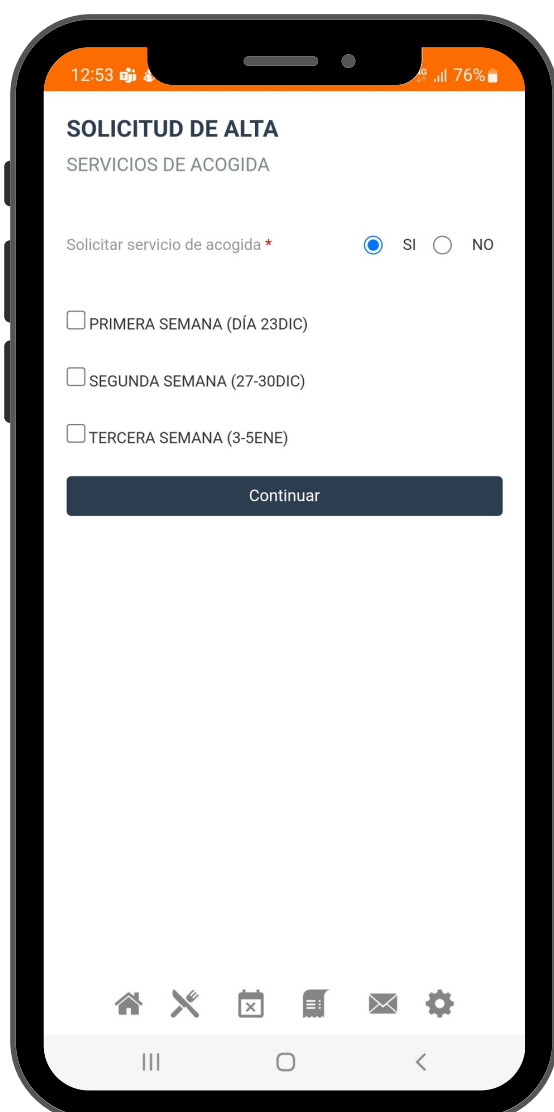 12:53
76%
SOLICITUD DE ALTA
SERVICIOS DE ACOGIDA
Solicitar servicio de acogida * SI NO
PRIMERA SEMANA (DÍA 23DIC)
SEGUNDA SEMANA (27-30DIC)
TERCERA SEMANA (3-5ENE)
Continuar